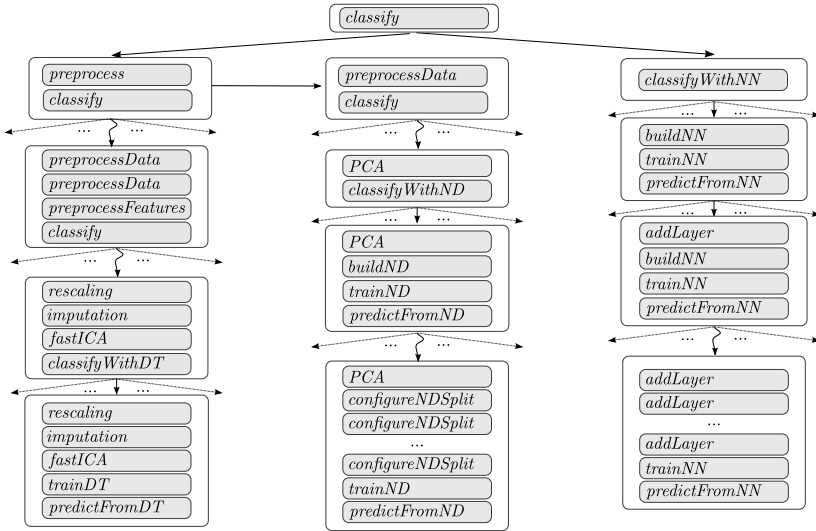 classify
preprocess
classify
preprocessData
preprocessData
preprocessFeatures
classify
rescaling
imputation
fastICA
classifyWithDT
rescaling
imputation
fastICA
trainDT
predictFromDT
preprocessData
classify
PCA
classifyWithND
PCA
buildND
trainND
predictFromND
PCA
configureNDSplit
configureNDSplit
...
configureNDSplit
trainND
predictFromND
classifyWithNN
buildNN
trainNN
predictFromNN
addLayer
buildNN
trainNN
predictFromNN
addLayer
addLayer
...
addLayer
trainNN
predictFromNN